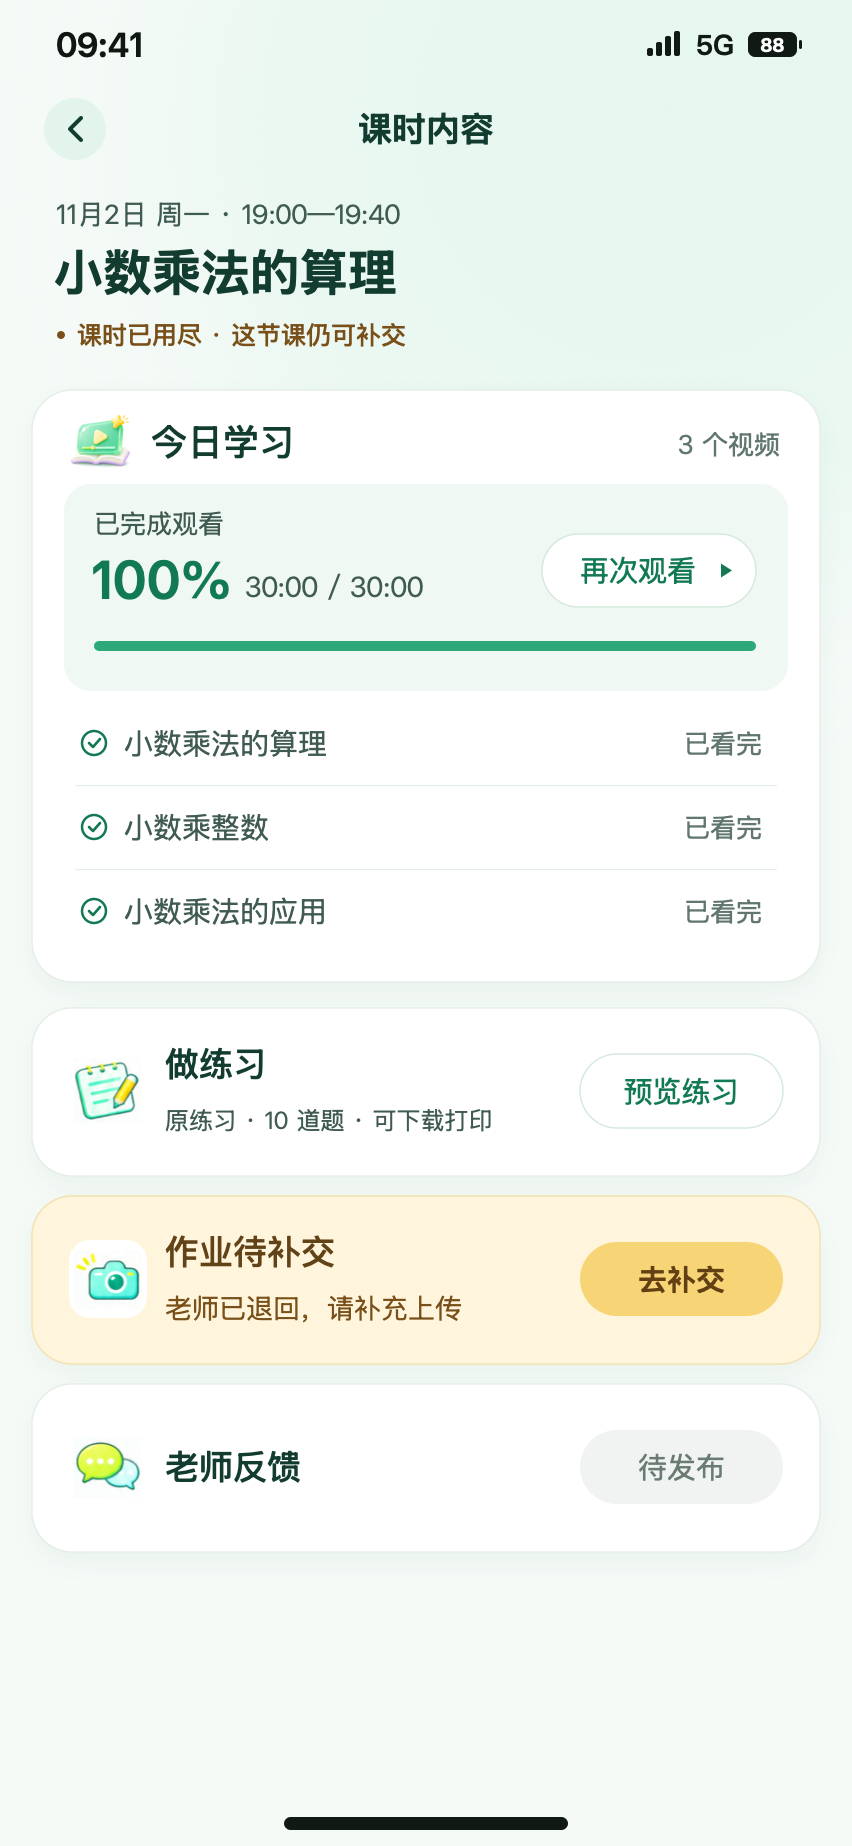 09:41
5G 88
课时内容
11月2日 周一 · 19:00—19:40
小数乘法的算理
• 课时已用尽 · 这节课仍可补交
今日学习
3 个视频
已完成观看
100% 30:00 / 30:00
再次观看
小数乘法的算理
已看完
小数乘整数
已看完
小数乘法的应用
已看完
做练习
原练习 · 10 道题 · 可下载打印
预览练习
作业待补交
老师已退回，请补充上传
去补交
老师反馈
待发布